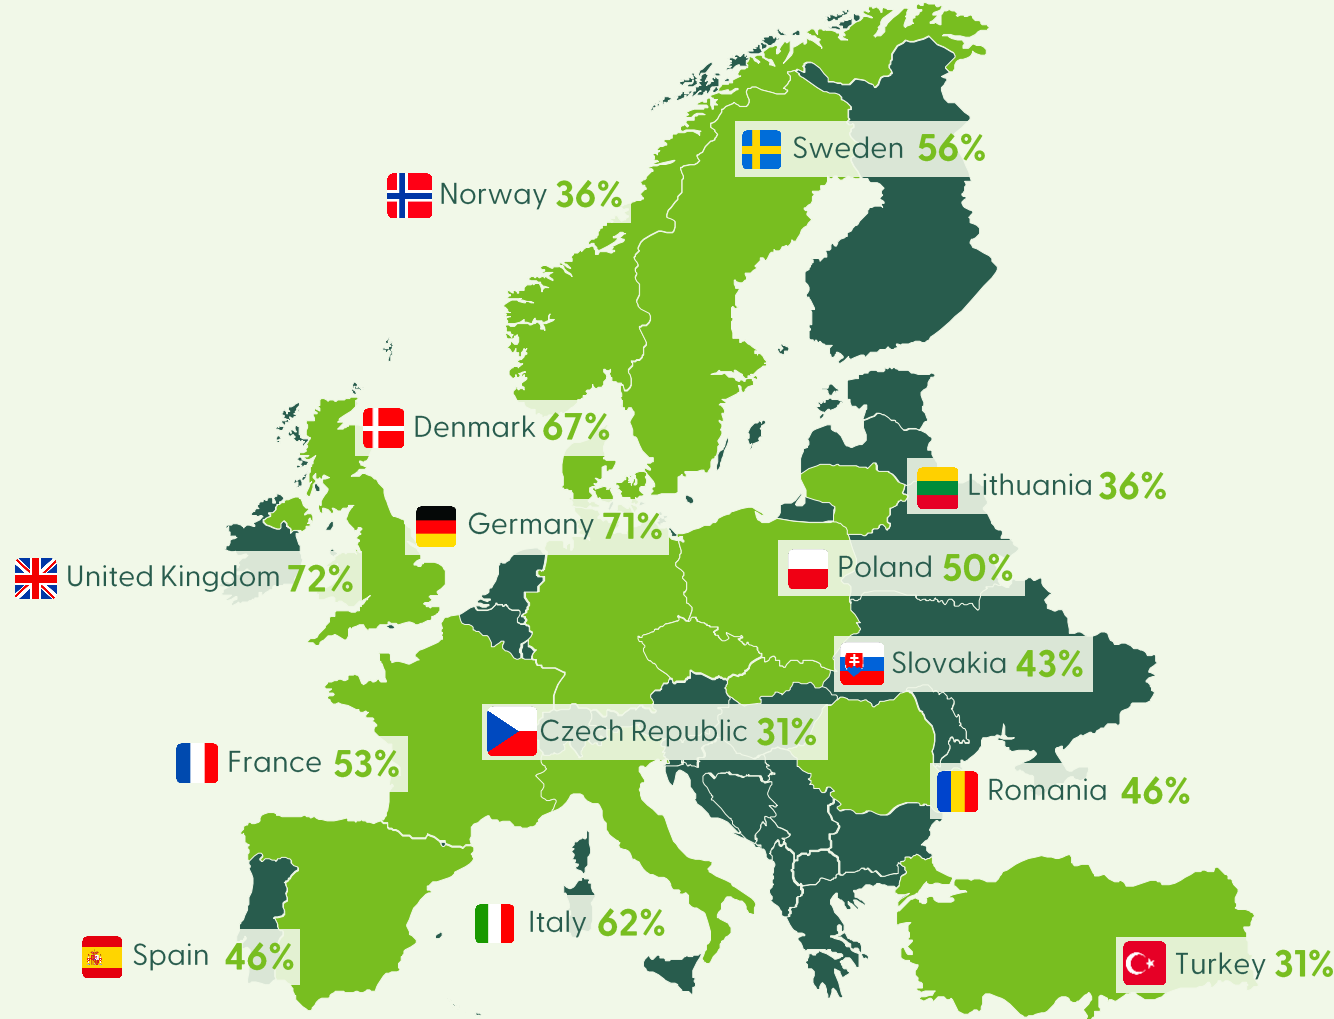 Sweden 56%
Norway 36%
Denmark 67%
Lithuania 36%
Germany 71%
Poland 50%
United Kingdom 72%
Slovakia 43%
Czech Republic 31%
France 53%
Romania 46%
Italy 62%
Spain 46%
Turkey 31%